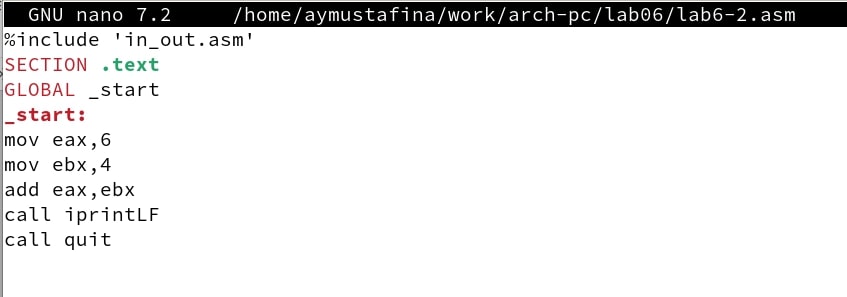 GNU nano 7.2 /home/aymustafina/work/arch-pc/lab06/lab6-2.asm
%include 'in_out.asm'
SECTION .text
GLOBAL _start
_start:
mov eax,6
mov ebx,4
add eax,ebx
call iprintLF
call quit